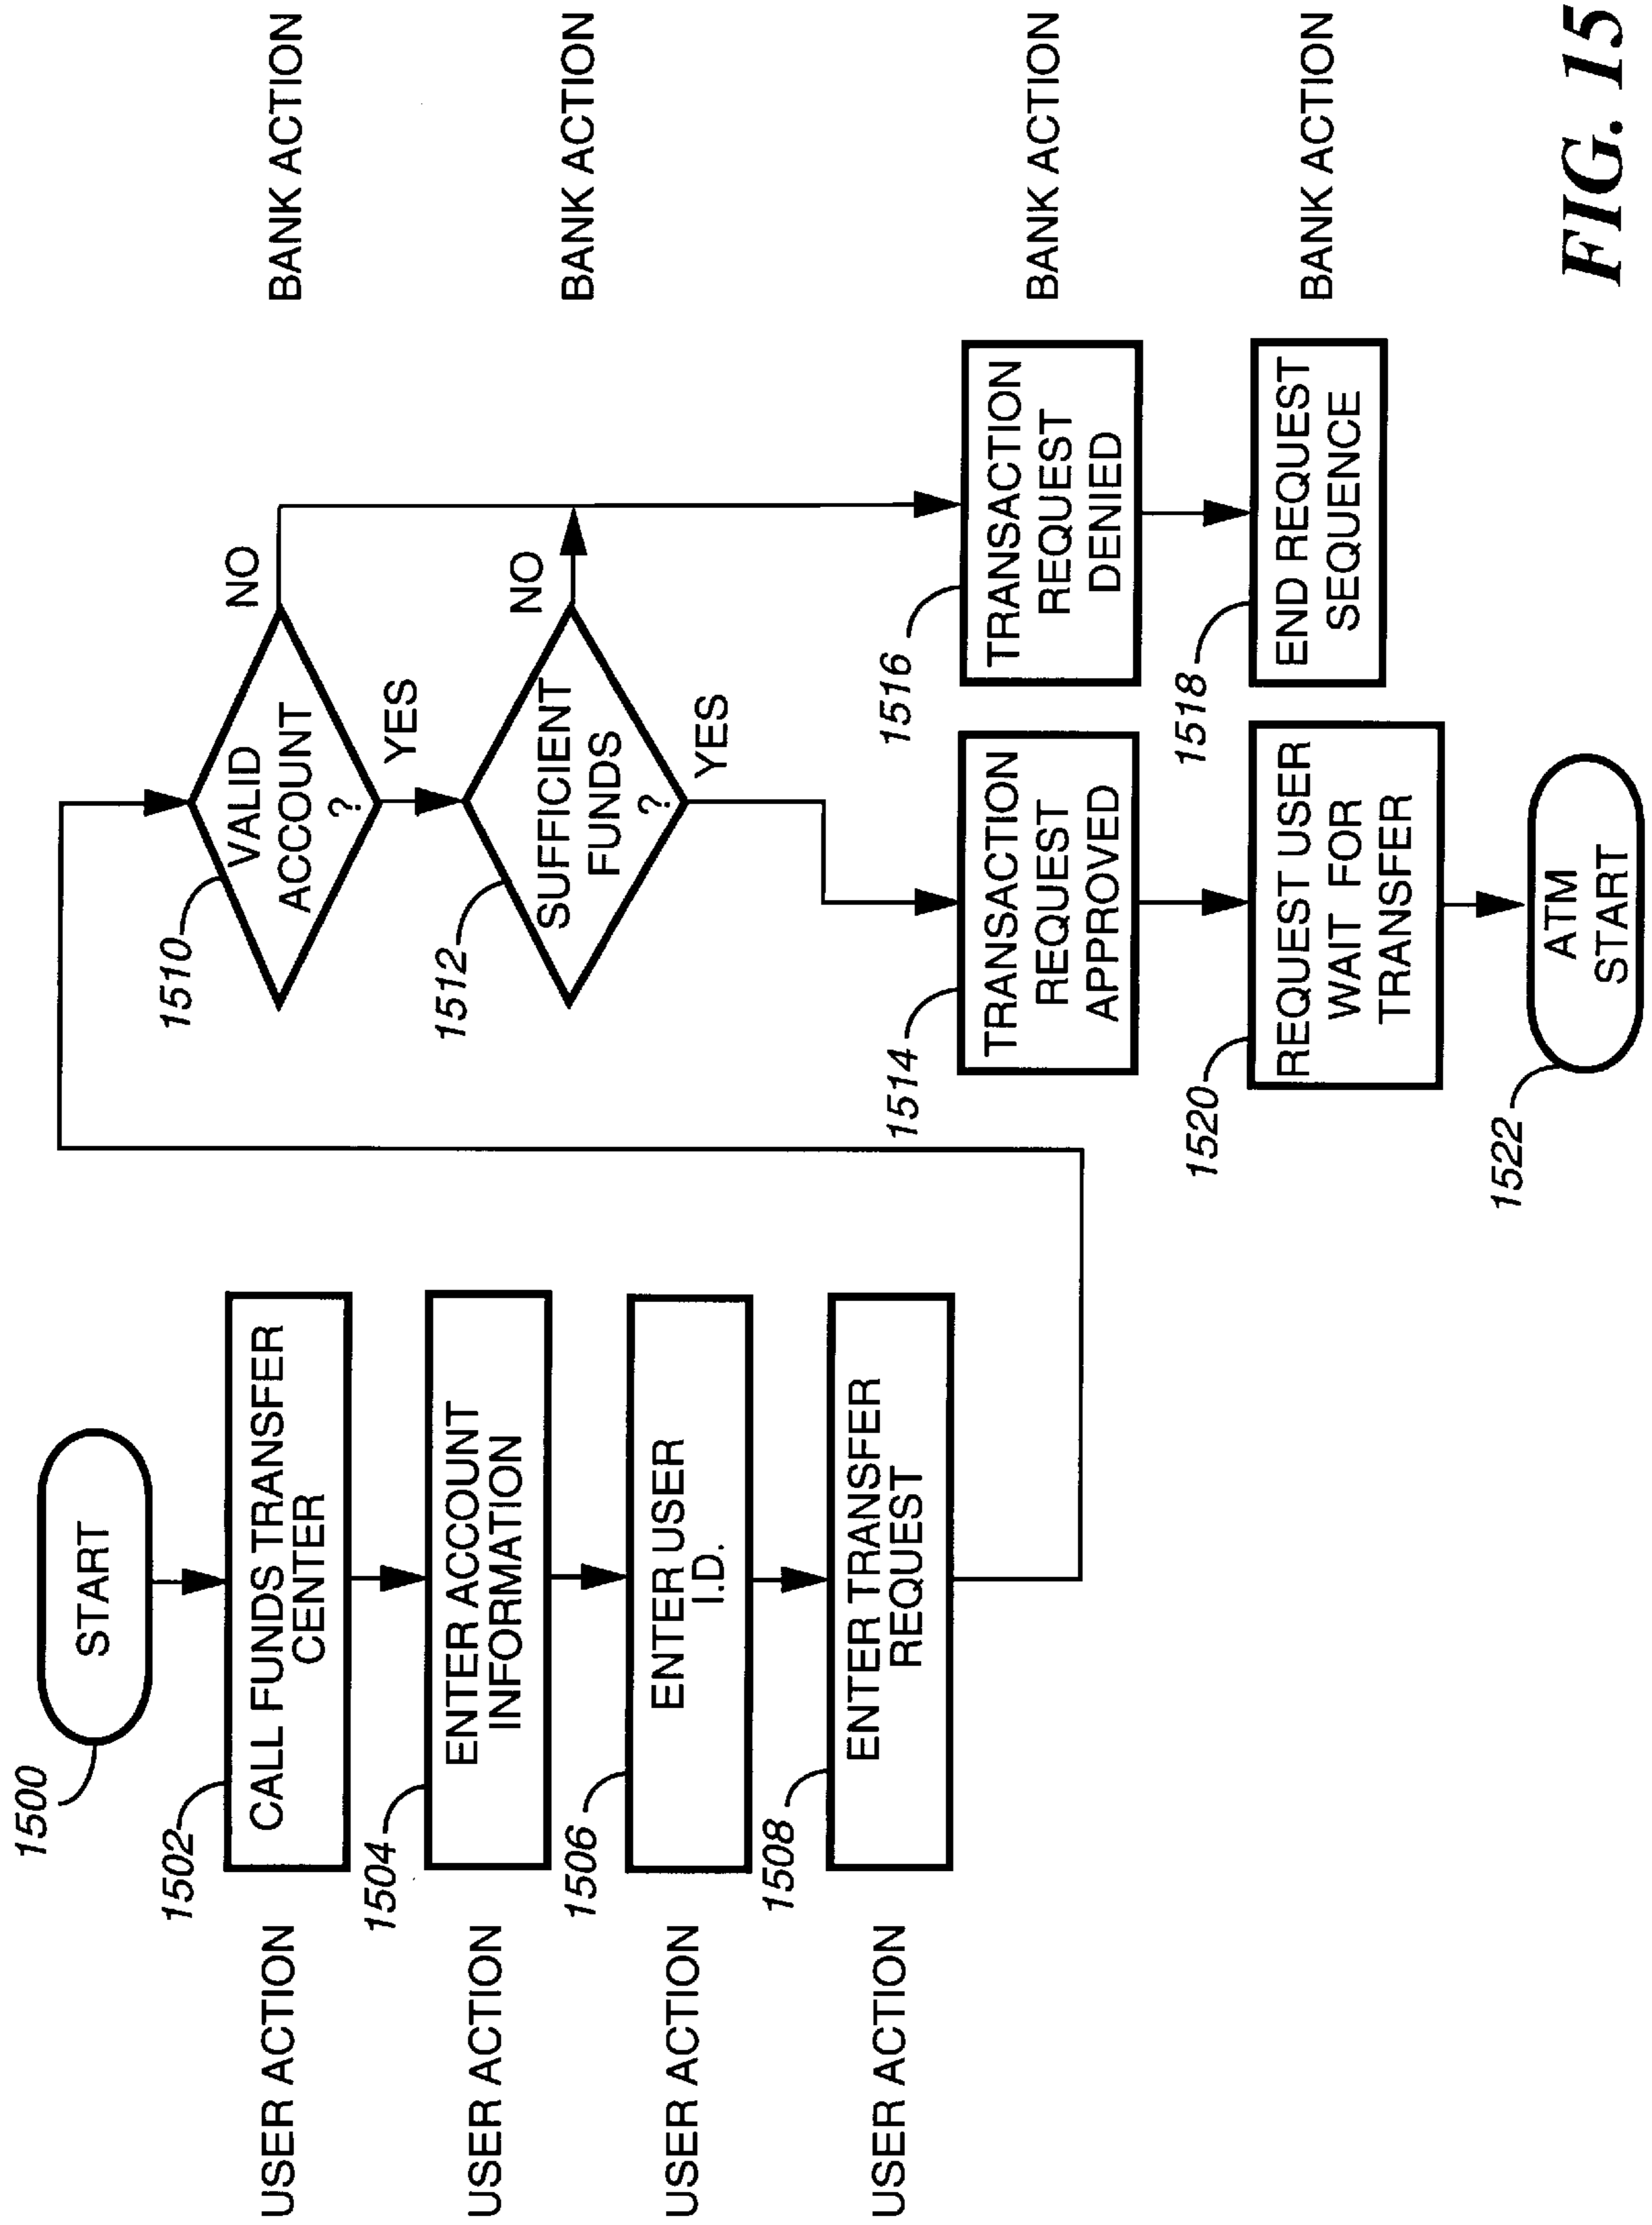 1500
START
USER ACTION
1502
CALL FUNDS TRANSFER
CENTER
USER ACTION
1504
ENTER ACCOUNT
INFORMATION
USER ACTION
1506
ENTER USER
I.D.
USER ACTION
1508
ENTER TRANSFER
REQUEST
1510
VALID
ACCOUNT
?
NO
YES
BANK ACTION
1512
SUFFICIENT
FUNDS
?
NO
YES
BANK ACTION
1514
TRANSACTION
REQUEST
APPROVED
1516
TRANSACTION
REQUEST
DENIED
BANK ACTION
1520
REQUEST USER
WAIT FOR
TRANSFER
1518
END REQUEST
SEQUENCE
BANK ACTION
1522
ATM
START
FIG. 15